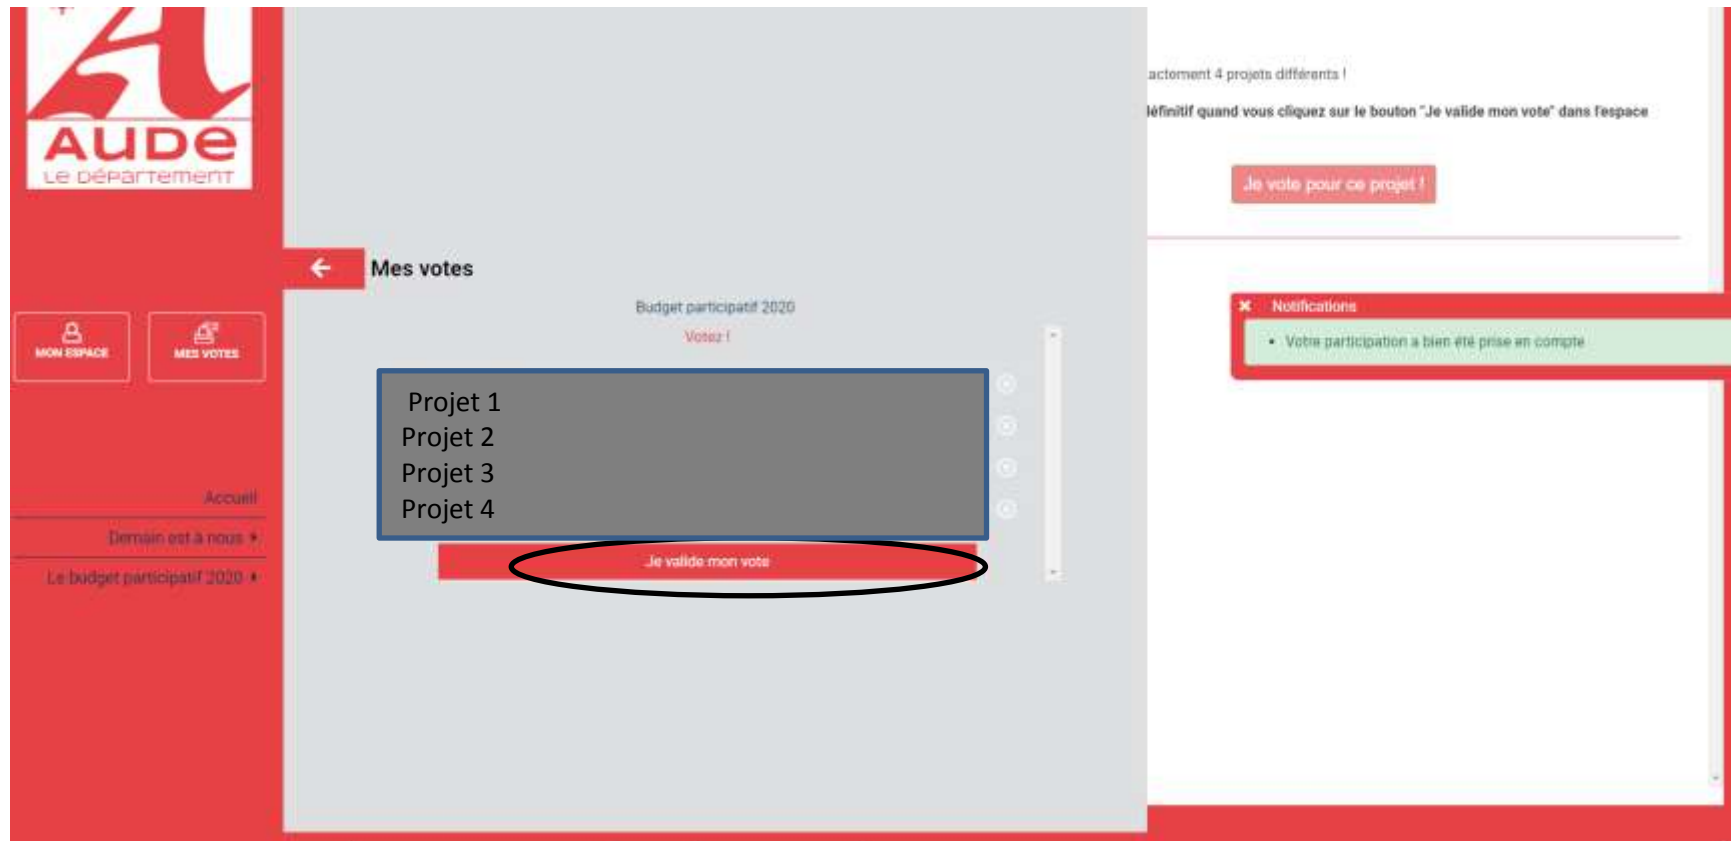 AUDE
Le Département
MON ESPACE
MES VOTES
Accueil
Demain est à nous
Le budget participatif 2020
Mes votes
Budget participatif 2020
Votez !
Projet 1
Projet 2
Projet 3
Projet 4
Je valide mon vote
actement 4 projets différents !
définitif quand vous cliquez sur le bouton "Je valide mon vote" dans l'espace
Je vote pour ce projet !
Notifications
• Votre participation a bien été prise en compte